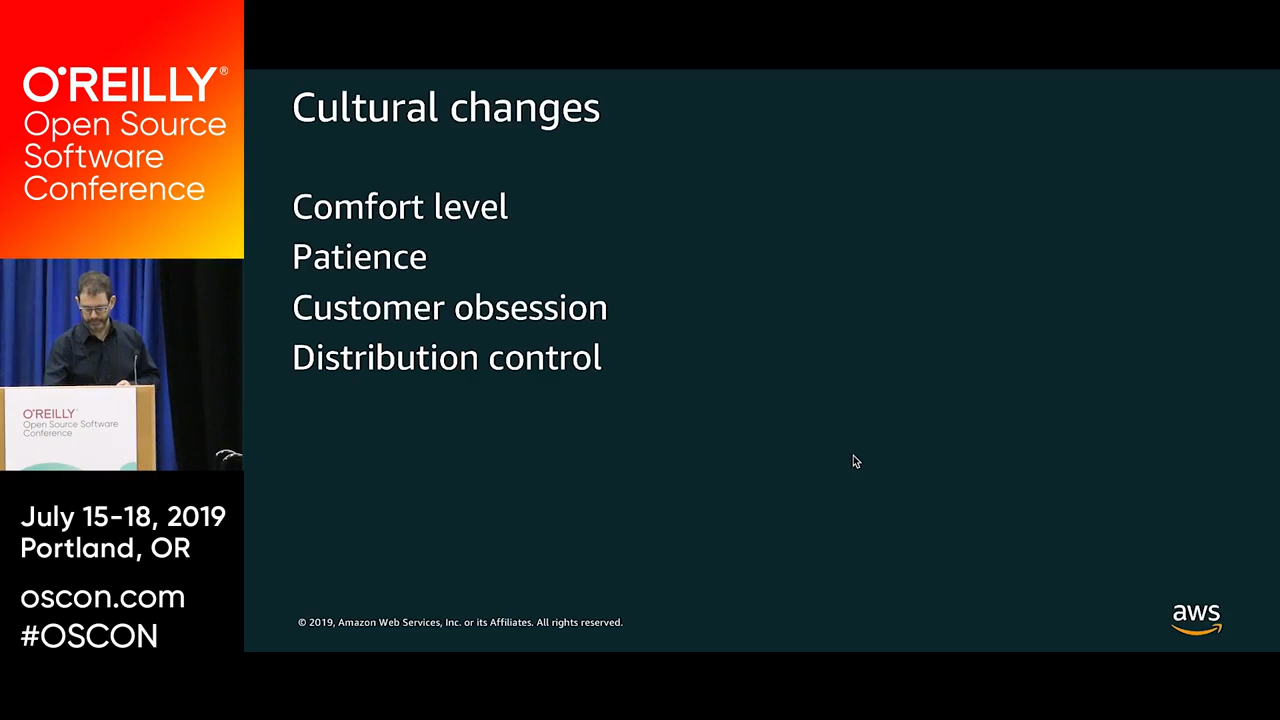 O'REILLY®
Open Source
Software
Conference
O'REILLY
Open Source Software
Conference
July 15-18, 2019
Portland, OR
oscon.com
#OSCON
Cultural changes
Comfort level
Patience
Customer obsession
Distribution control
© 2019, Amazon Web Services, Inc. or its Affiliates. All rights reserved.
aws